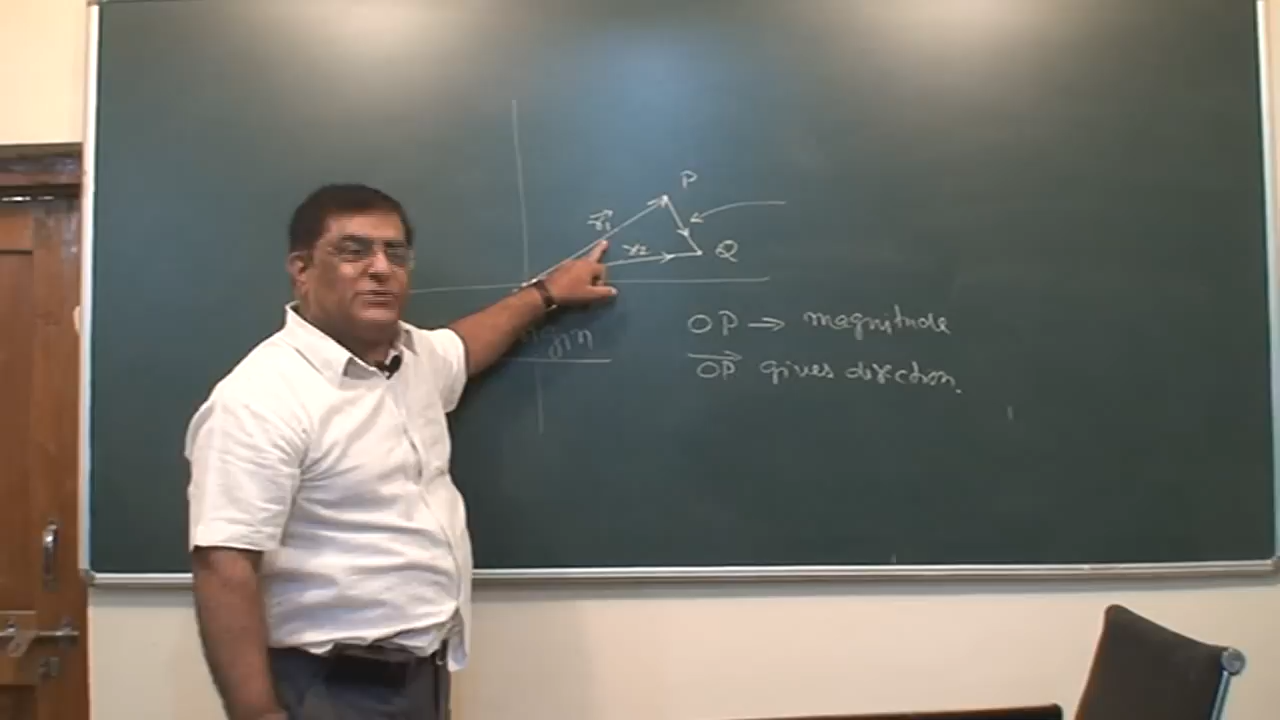 P
r₁
r₂ Q
OP → magnitude
OP gives direction.